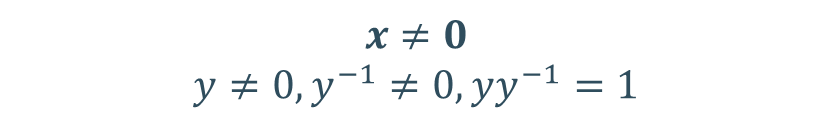 x ≠ 0
y ≠ 0, y⁻¹ ≠ 0, yy⁻¹ = 1